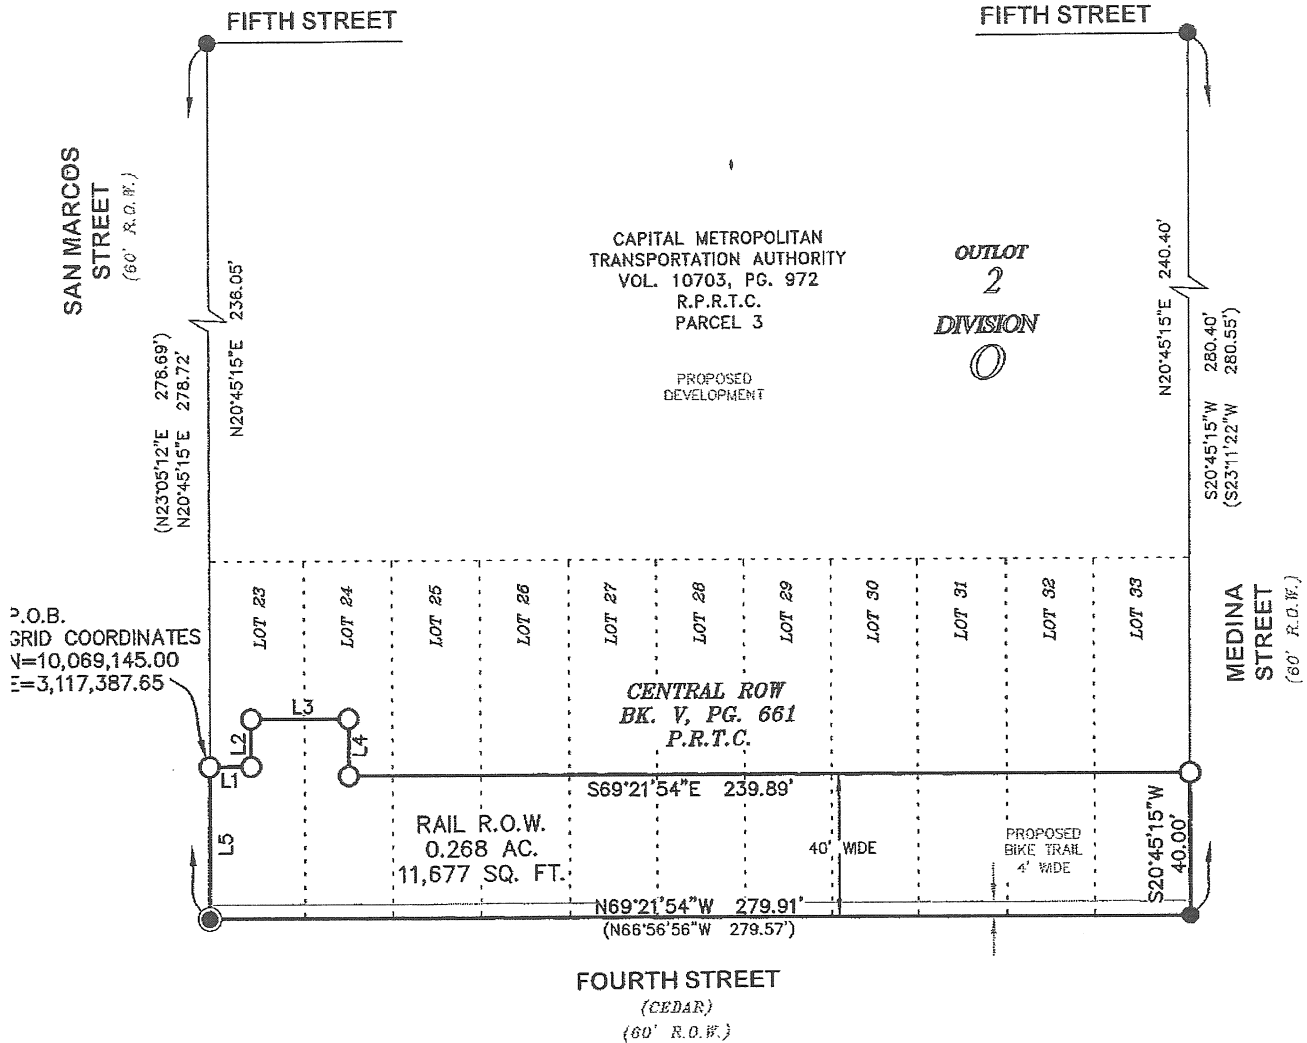 FIFTH STREET
FIFTH STREET
SAN MARCOS
STREET
(60' R.O.W.)
(N23°05'12"E 278.69')
N20°45'15"E 278.72'
N20°45'15"E 236.05'
CAPITAL METROPOLITAN
TRANSPORTATION AUTHORITY
VOL. 10703, PG. 972
R.P.R.T.C.
PARCEL 3
PROPOSED
DEVELOPMENT
OUTLOT
2
DIVISION
O
N20°45'15"E 240.40'
S20°45'15"W 280.40'
(S23°11'22"W 280.55')
MEDINA
STREET
(60' R.O.W.)
P.O.B.
GRID COORDINATES
N=10,069,145.00
E=3,117,387.65
LOT 23
LOT 24
LOT 25
LOT 26
LOT 27
LOT 28
LOT 29
LOT 30
LOT 31
LOT 32
LOT 33
CENTRAL ROW
BK. V, PG. 661
P.R.T.C.
L1
L2
L3
L4
L5
S69°21'54"E 239.89'
RAIL R.O.W.
0.268 AC.
11,677 SQ. FT.
40' WIDE
PROPOSED
BIKE TRAIL
4' WIDE
S20°45'15"W
40.00'
N69°21'54"W 279.91'
(N66°56'56"W 279.57')
FOURTH STREET
(CEDAR)
(60' R.O.W.)